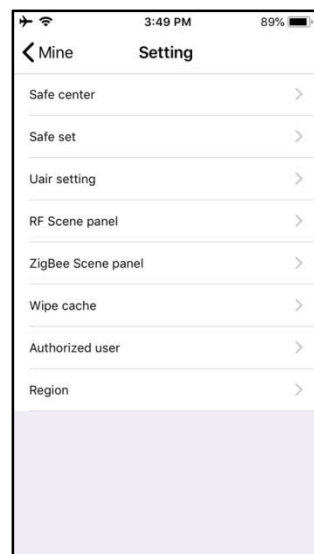 3:49 PM 89%
Mine Setting
Safe center
Safe set
Uair setting
RF Scene panel
ZigBee Scene panel
Wipe cache
Authorized user
Region